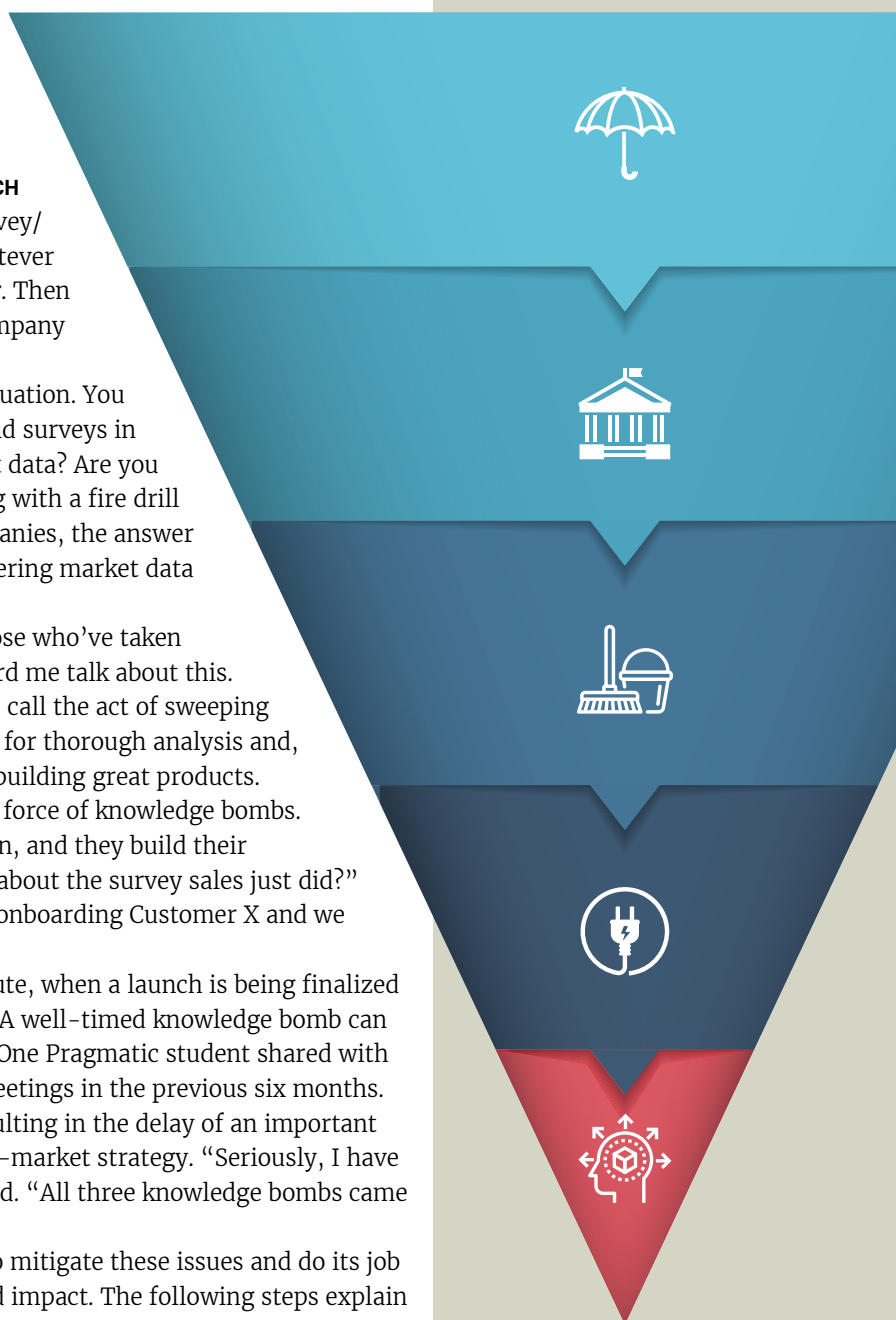 CH
vey/
tever
. Then
mpany
uation. You
nd surveys in
t data? Are you
g with a fire drill
panies, the answer
ering market data
ose who’ve taken
rd me talk about this.
call the act of sweeping
for thorough analysis and,
building great products.
force of knowledge bombs.
n, and they build their
about the survey sales just did?”
onboarding Customer X and we
ute, when a launch is being finalized
A well-timed knowledge bomb can
One Pragmatic student shared with
eetings in the previous six months.
ulting in the delay of an important
-market strategy. “Seriously, I have
d. “All three knowledge bombs came
o mitigate these issues and do its job
d impact. The following steps explain